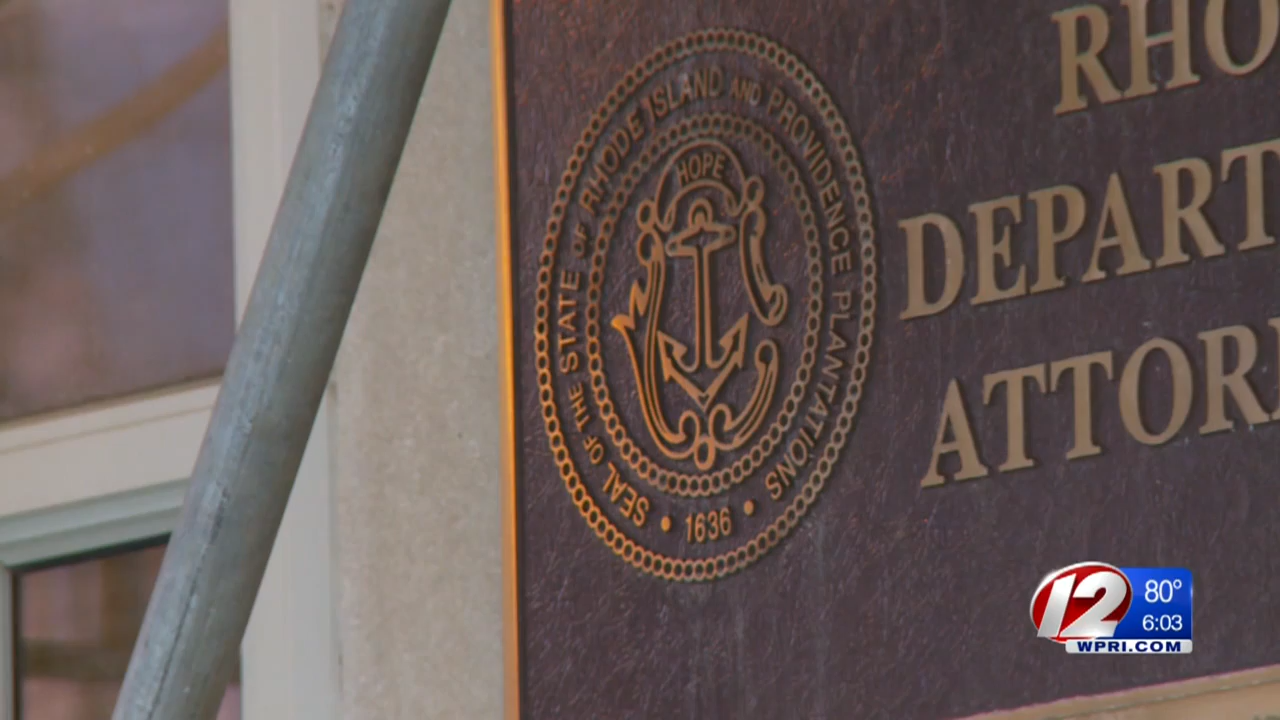 SEAL OF THE STATE OF RHODE ISLAND AND PROVIDENCE PLANTATIONS
HOPE
• 1636 •
RHO
DEPART
ATTOR
12
80°
6:03
WPRI.COM